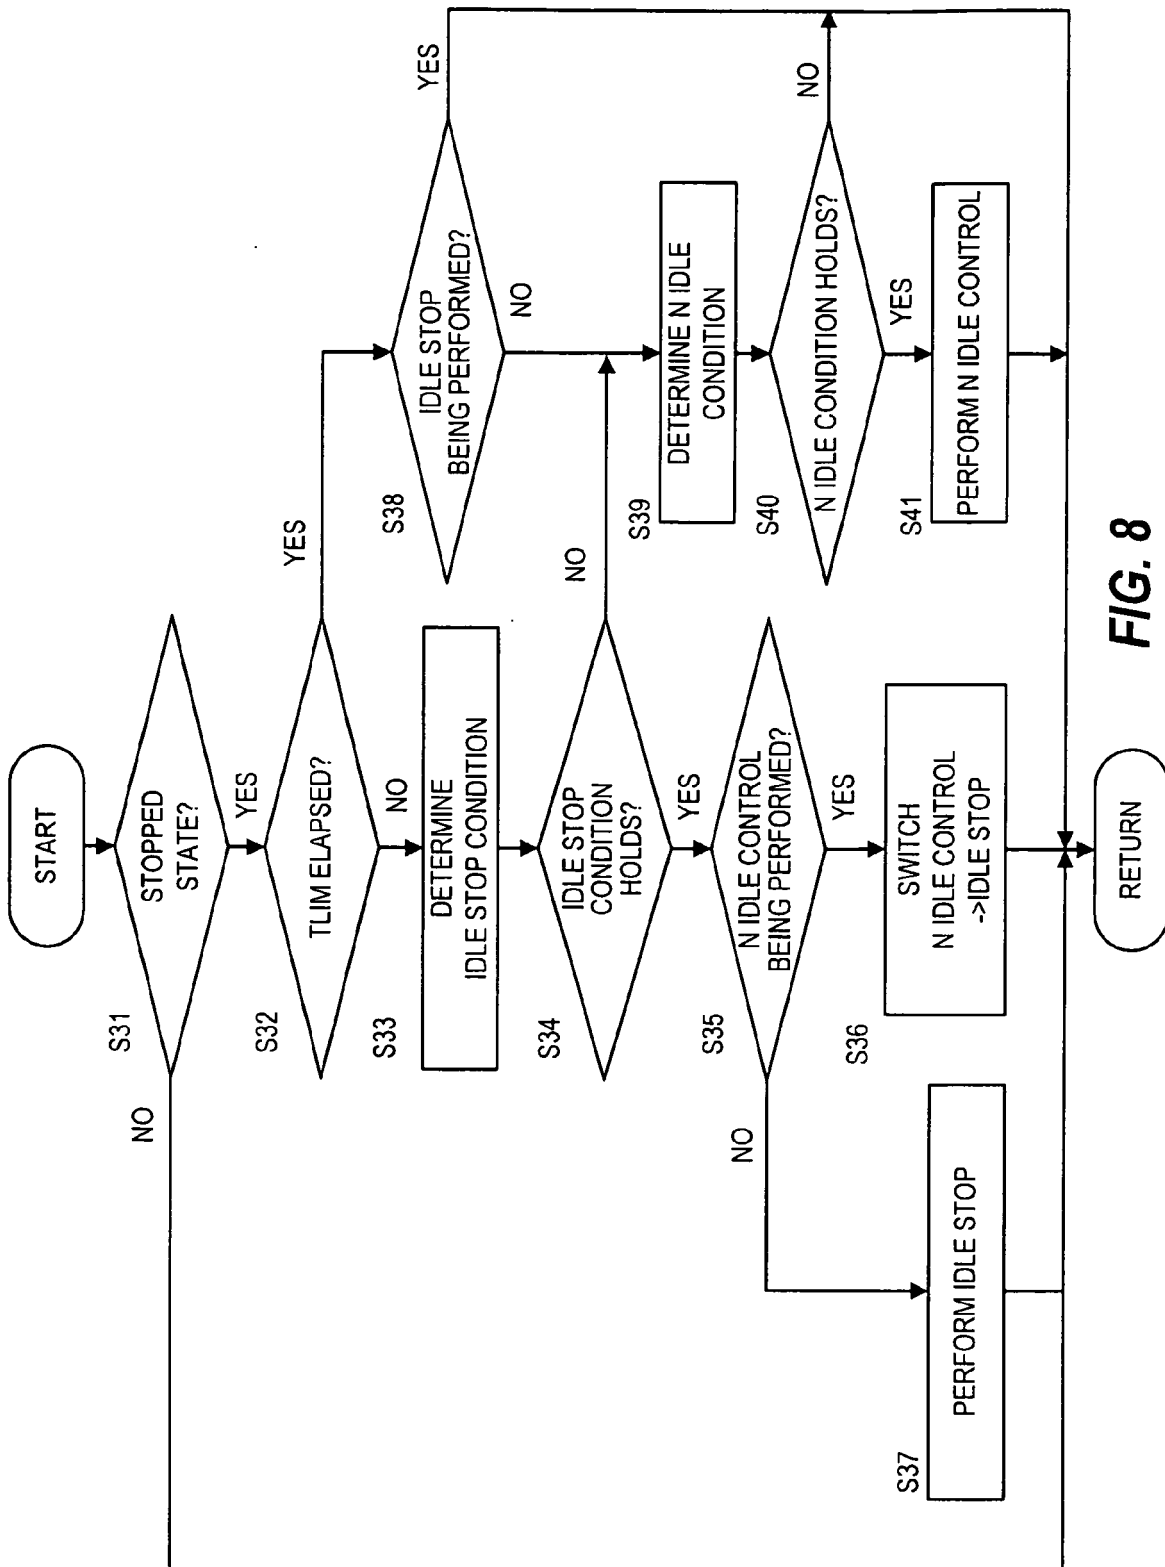 START
STOPPED
STATE?
S31
NO
YES
TLIM ELAPSED?
S32
YES
NO
DETERMINE
IDLE STOP CONDITION
S33
IDLE STOP
CONDITION
HOLDS?
S34
NO
YES
N IDLE CONTROL
BEING PERFORMED?
S35
NO
YES
SWITCH
N IDLE CONTROL
->IDLE STOP
S36
PERFORM IDLE STOP
S37
IDLE STOP
BEING PERFORMED?
S38
YES
NO
DETERMINE N IDLE
CONDITION
S39
N IDLE CONDITION HOLDS?
S40
NO
YES
PERFORM N IDLE CONTROL
S41
RETURN
FIG. 8